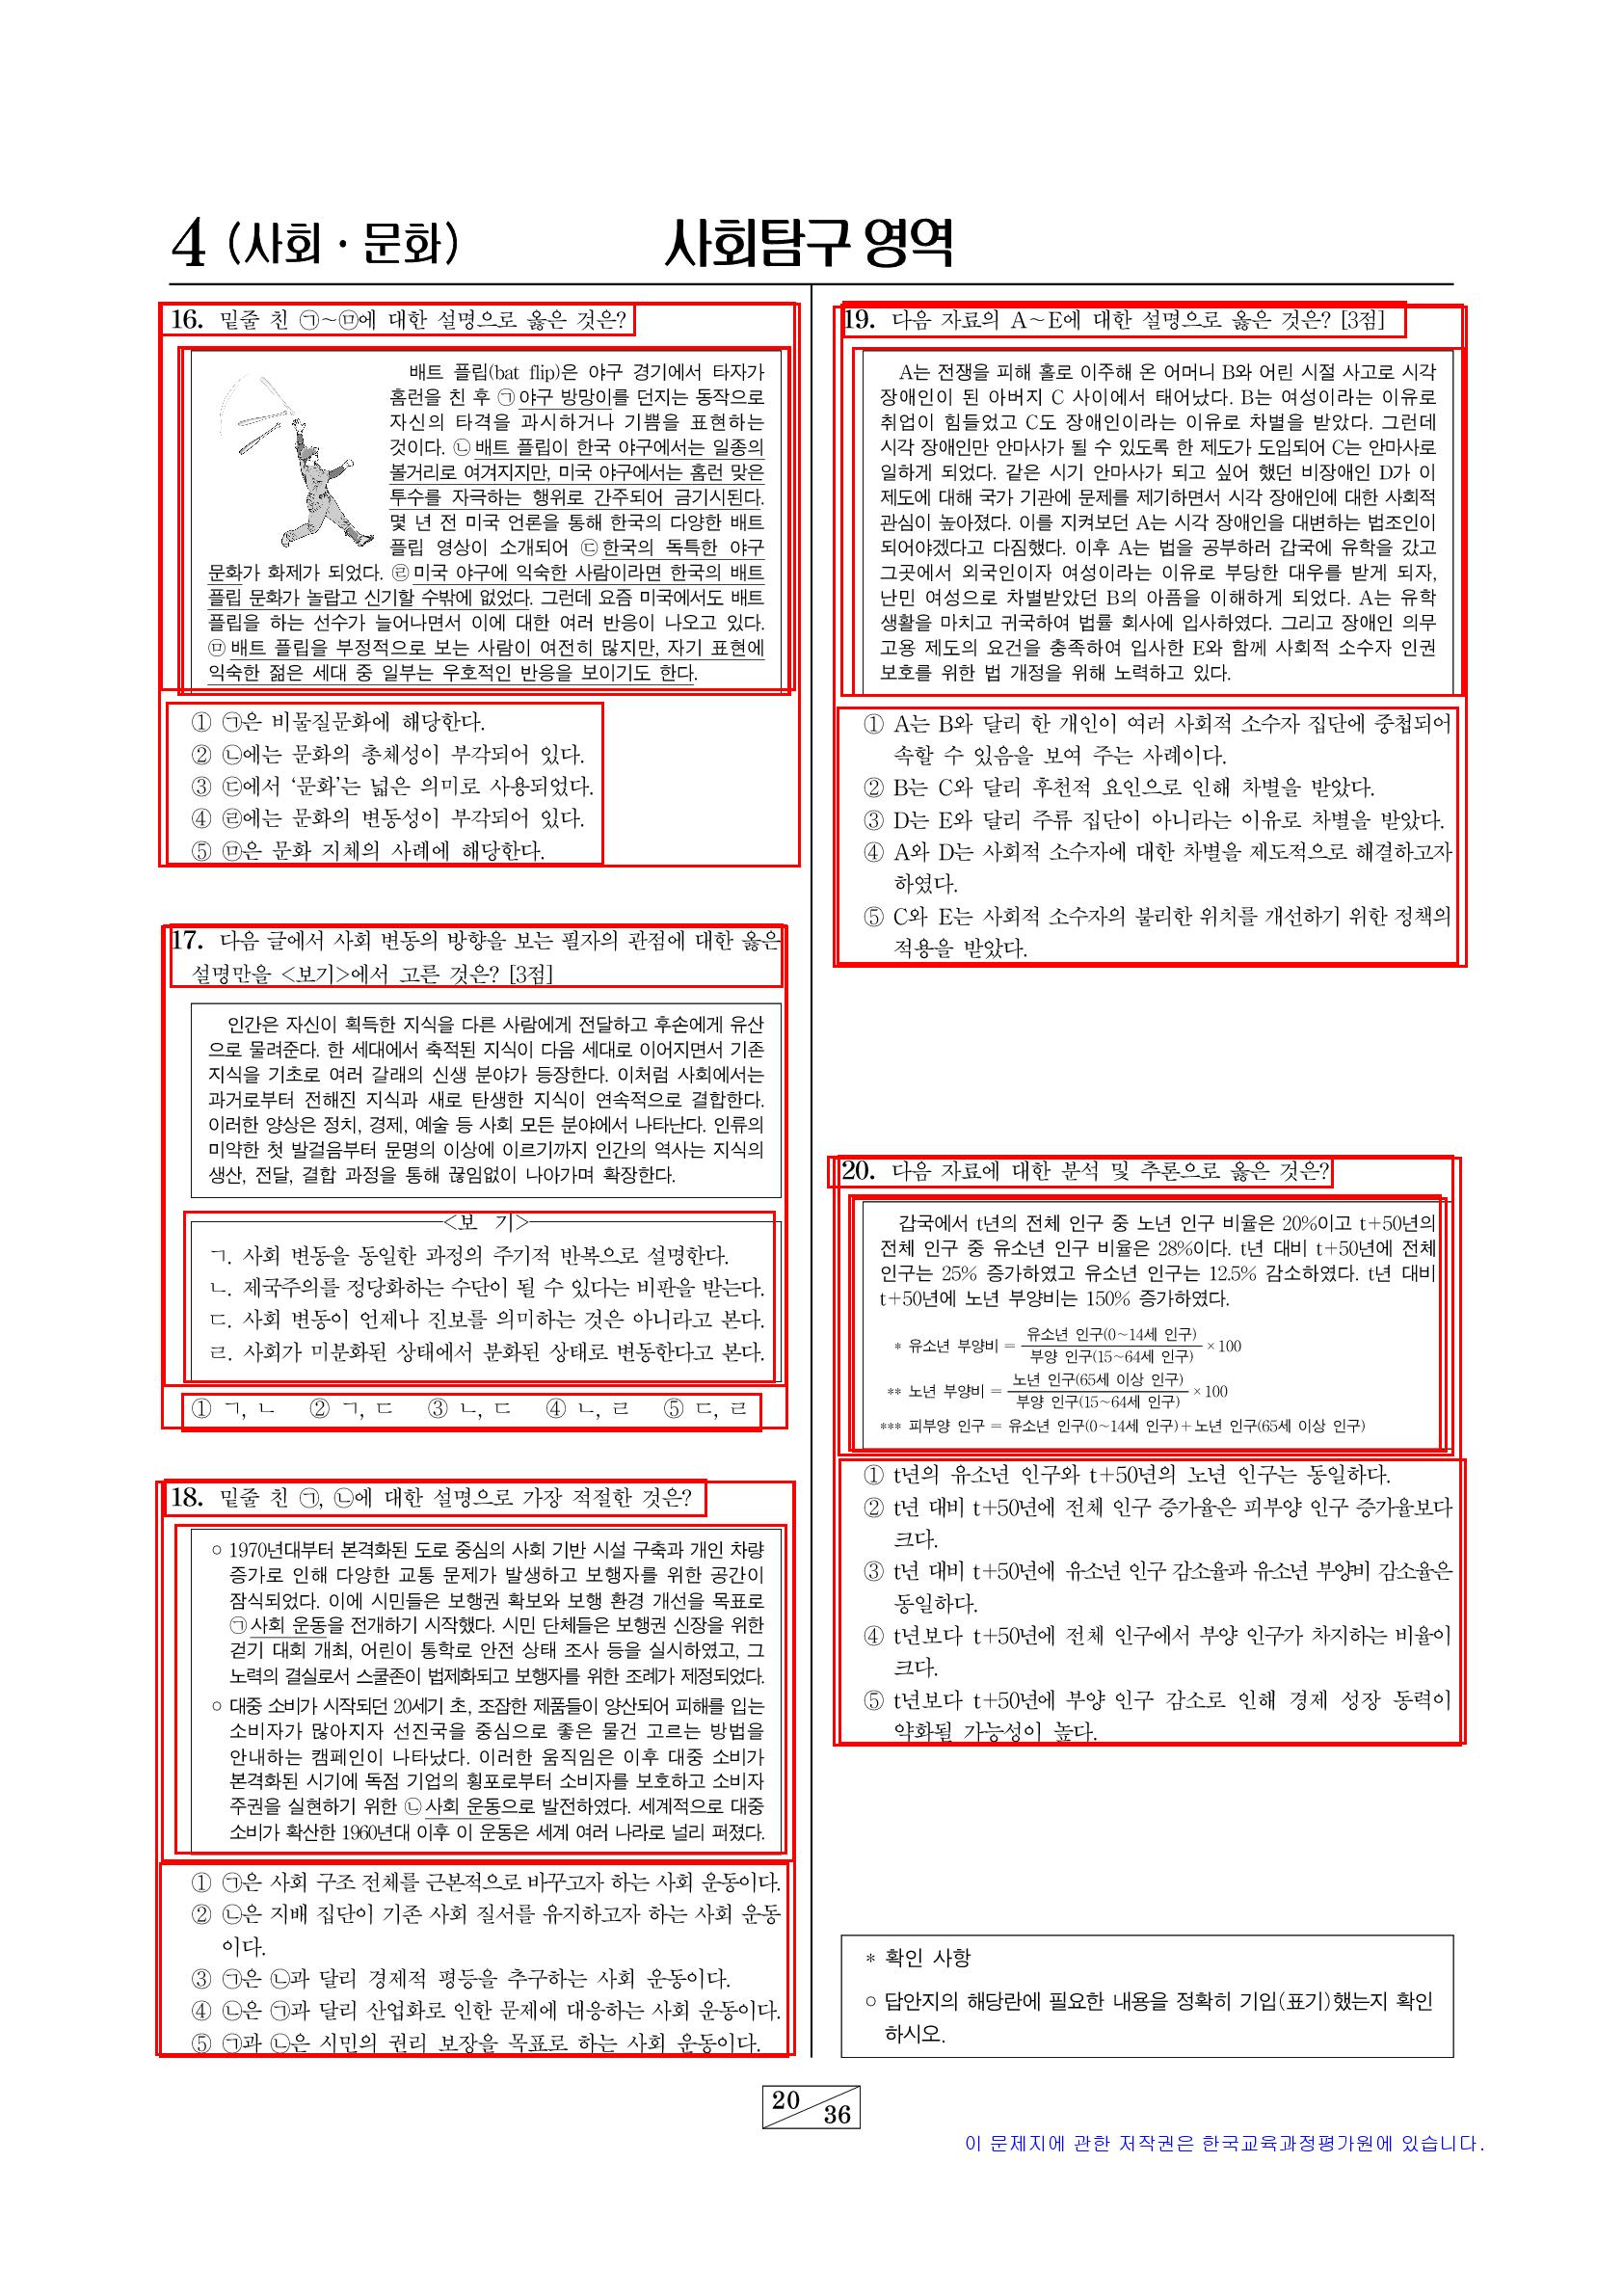 4 (사회 · 문화)
사회탐구 영역
16. 밑줄 친 ㉠~㉤에 대한 설명으로 옳은 것은?
배트 플립(bat flip)은 야구 경기에서 타자가
홈런을 친 후 ㉠야구 방망이를 던지는 동작으로
자신의 타격을 과시하거나 기쁨을 표현하는
것이다. ㉡배트 플립이 한국 야구에서는 일종의
볼거리로 여겨지지만, 미국 야구에서는 홈런 맞은
투수를 자극하는 행위로 간주되어 금기시된다.
몇 년 전 미국 언론을 통해 한국의 다양한 배트
플립 영상이 소개되어 ㉢한국의 독특한 야구
문화가 화제가 되었다. ㉣미국 야구에 익숙한 사람이라면 한국의 배트
플립 문화가 놀랍고 신기할 수밖에 없었다. 그런데 요즘 미국에서도 배트
플립을 하는 선수가 늘어나면서 이에 대한 여러 반응이 나오고 있다.
㉤배트 플립을 부정적으로 보는 사람이 여전히 많지만, 자기 표현에
익숙한 젊은 세대 중 일부는 우호적인 반응을 보이기도 한다.
① ㉠은 비물질문화에 해당한다.
② ㉡에는 문화의 총체성이 부각되어 있다.
③ ㉢에서 ‘문화’는 넓은 의미로 사용되었다.
④ ㉣에는 문화의 변동성이 부각되어 있다.
⑤ ㉤은 문화 지체의 사례에 해당한다.
17. 다음 글에서 사회 변동의 방향을 보는 필자의 관점에 대한 옳은
설명만을 <보기>에서 고른 것은? [3점]
인간은 자신이 획득한 지식을 다른 사람에게 전달하고 후손에게 유산
으로 물려준다. 한 세대에서 축적된 지식이 다음 세대로 이어지면서 기존
지식을 기초로 여러 갈래의 신생 분야가 등장한다. 이처럼 사회에서는
과거로부터 전해진 지식과 새로 탄생한 지식이 연속적으로 결합한다.
이러한 양상은 정치, 경제, 예술 등 사회 모든 분야에서 나타난다. 인류의
미약한 첫 발걸음부터 문명의 이상에 이르기까지 인간의 역사는 지식의
생산, 전달, 결합 과정을 통해 끊임없이 나아가며 확장한다.
<보 기>
ㄱ. 사회 변동을 동일한 과정의 주기적 반복으로 설명한다.
ㄴ. 제국주의를 정당화하는 수단이 될 수 있다는 비판을 받는다.
ㄷ. 사회 변동이 언제나 진보를 의미하는 것은 아니라고 본다.
ㄹ. 사회가 미분화된 상태에서 분화된 상태로 변동한다고 본다.
① ㄱ, ㄴ ② ㄱ, ㄷ ③ ㄴ, ㄷ ④ ㄴ, ㄹ ⑤ ㄷ, ㄹ
18. 밑줄 친 ㉠, ㉡에 대한 설명으로 가장 적절한 것은?
○ 1970년대부터 본격화된 도로 중심의 사회 기반 시설 구축과 개인 차량
증가로 인해 다양한 교통 문제가 발생하고 보행자를 위한 공간이
잠식되었다. 이에 시민들은 보행권 확보와 보행 환경 개선을 목표로
㉠사회 운동을 전개하기 시작했다. 시민 단체들은 보행권 신장을 위한
걷기 대회 개최, 어린이 통학로 안전 상태 조사 등을 실시하였고, 그
노력의 결실로서 스쿨존이 법제화되고 보행자를 위한 조례가 제정되었다.
○ 대중 소비가 시작되던 20세기 초, 조잡한 제품들이 양산되어 피해를 입는
소비자가 많아지자 선진국을 중심으로 좋은 물건 고르는 방법을
안내하는 캠페인이 나타났다. 이러한 움직임은 이후 대중 소비가
본격화된 시기에 독점 기업의 횡포로부터 소비자를 보호하고 소비자
주권을 실현하기 위한 ㉡사회 운동으로 발전하였다. 세계적으로 대중
소비가 확산한 1960년대 이후 이 운동은 세계 여러 나라로 널리 퍼졌다.
① ㉠은 사회 구조 전체를 근본적으로 바꾸고자 하는 사회 운동이다.
② ㉡은 지배 집단이 기존 사회 질서를 유지하고자 하는 사회 운동
이다.
③ ㉠은 ㉡과 달리 경제적 평등을 추구하는 사회 운동이다.
④ ㉡은 ㉠과 달리 산업화로 인한 문제에 대응하는 사회 운동이다.
⑤ ㉠과 ㉡은 시민의 권리 보장을 목표로 하는 사회 운동이다.
19. 다음 자료의 A~E에 대한 설명으로 옳은 것은? [3점]
A는 전쟁을 피해 홀로 이주해 온 어머니 B와 어린 시절 사고로 시각
장애인이 된 아버지 C 사이에서 태어났다. B는 여성이라는 이유로
취업이 힘들었고 C도 장애인이라는 이유로 차별을 받았다. 그런데
시각 장애인만 안마사가 될 수 있도록 한 제도가 도입되어 C는 안마사로
일하게 되었다. 같은 시기 안마사가 되고 싶어 했던 비장애인 D가 이
제도에 대해 국가 기관에 문제를 제기하면서 시각 장애인에 대한 사회적
관심이 높아졌다. 이를 지켜보던 A는 시각 장애인을 대변하는 법조인이
되어야겠다고 다짐했다. 이후 A는 법을 공부하러 갑국에 유학을 갔고
그곳에서 외국인이자 여성이라는 이유로 부당한 대우를 받게 되자,
난민 여성으로 차별받았던 B의 아픔을 이해하게 되었다. A는 유학
생활을 마치고 귀국하여 법률 회사에 입사하였다. 그리고 장애인 의무
고용 제도의 요건을 충족하여 입사한 E와 함께 사회적 소수자 인권
보호를 위한 법 개정을 위해 노력하고 있다.
① A는 B와 달리 한 개인이 여러 사회적 소수자 집단에 중첩되어
속할 수 있음을 보여 주는 사례이다.
② B는 C와 달리 후천적 요인으로 인해 차별을 받았다.
③ D는 E와 달리 주류 집단이 아니라는 이유로 차별을 받았다.
④ A와 D는 사회적 소수자에 대한 차별을 제도적으로 해결하고자
하였다.
⑤ C와 E는 사회적 소수자의 불리한 위치를 개선하기 위한 정책의
적용을 받았다.
20. 다음 자료에 대한 분석 및 추론으로 옳은 것은?
갑국에서 t년의 전체 인구 중 노년 인구 비율은 20%이고 t+50년의
전체 인구 중 유소년 인구 비율은 28%이다. t년 대비 t+50년에 전체
인구는 25% 증가하였고 유소년 인구는 12.5% 감소하였다. t년 대비
t+50년에 노년 부양비는 150% 증가하였다.
* 유소년 부양비 = 유소년 인구(0~14세 인구) / 부양 인구(15~64세 인구) × 100
** 노년 부양비 = 노년 인구(65세 이상 인구) / 부양 인구(15~64세 인구) × 100
*** 피부양 인구 = 유소년 인구(0~14세 인구) + 노년 인구(65세 이상 인구)
① t년의 유소년 인구와 t+50년의 노년 인구는 동일하다.
② t년 대비 t+50년에 전체 인구 증가율은 피부양 인구 증가율보다
크다.
③ t년 대비 t+50년에 유소년 인구 감소율과 유소년 부양비 감소율은
동일하다.
④ t년보다 t+50년에 전체 인구에서 부양 인구가 차지하는 비율이
크다.
⑤ t년보다 t+50년에 부양 인구 감소로 인해 경제 성장 동력이
약화될 가능성이 높다.
* 확인 사항
○ 답안지의 해당란에 필요한 내용을 정확히 기입(표기)했는지 확인
하시오.
20
36
이 문제지에 관한 저작권은 한국교육과정평가원에 있습니다.